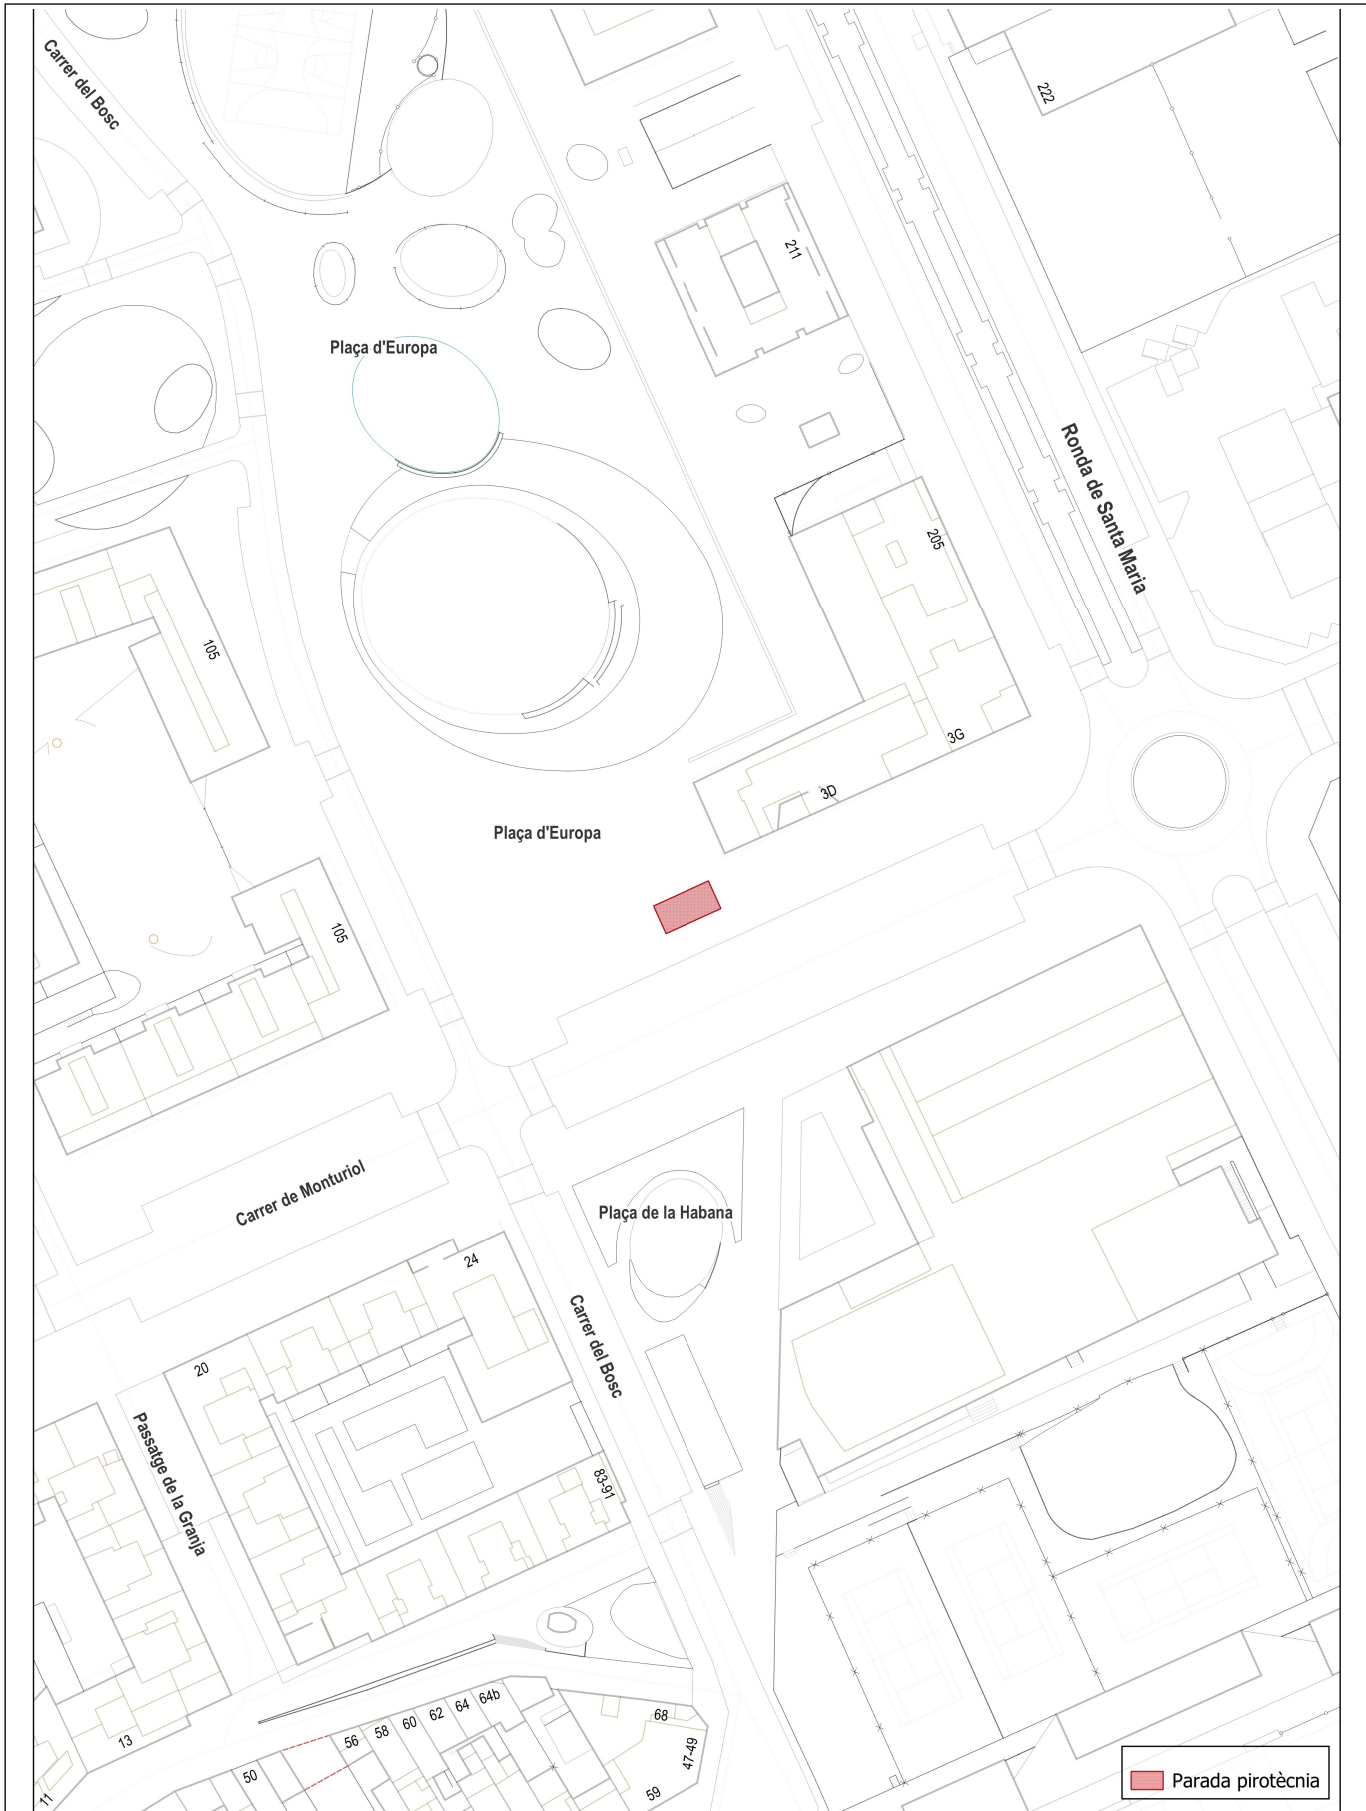 Carrer del Bosc
222
211
Plaça d'Europa
Ronda de Santa Maria
205
105
3G
3D
Plaça d'Europa
105
Carrer de Monturiol
Plaça de la Habana
24
Carrer del Bosc
20
Passatge de la Granja
83-91
64b
64
62
60
58
56
68
13
47-49
50
59
11
Parada pirotècnia